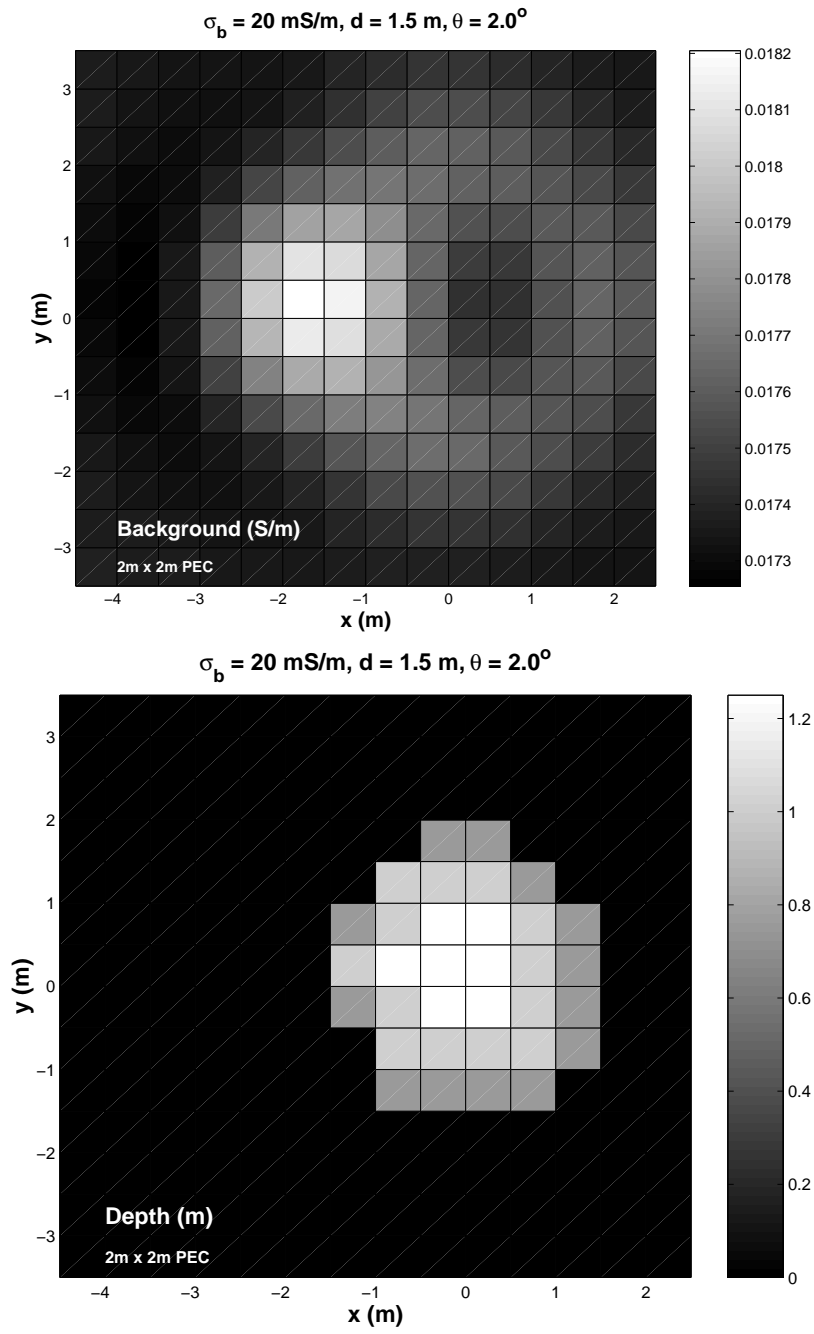 σb = 20 mS/m, d = 1.5 m, θ = 2.0o
3
2
1
0
−1
−2
−3
y (m)
Background (S/m)
2m x 2m PEC
−4 −3 −2 −1 0 1 2
x (m)
0.0182
0.0181
0.018
0.0179
0.0178
0.0177
0.0176
0.0175
0.0174
0.0173
σb = 20 mS/m, d = 1.5 m, θ = 2.0o
3
2
1
0
−1
−2
−3
y (m)
Depth (m)
2m x 2m PEC
−4 −3 −2 −1 0 1 2
x (m)
1.2
1
0.8
0.6
0.4
0.2
0